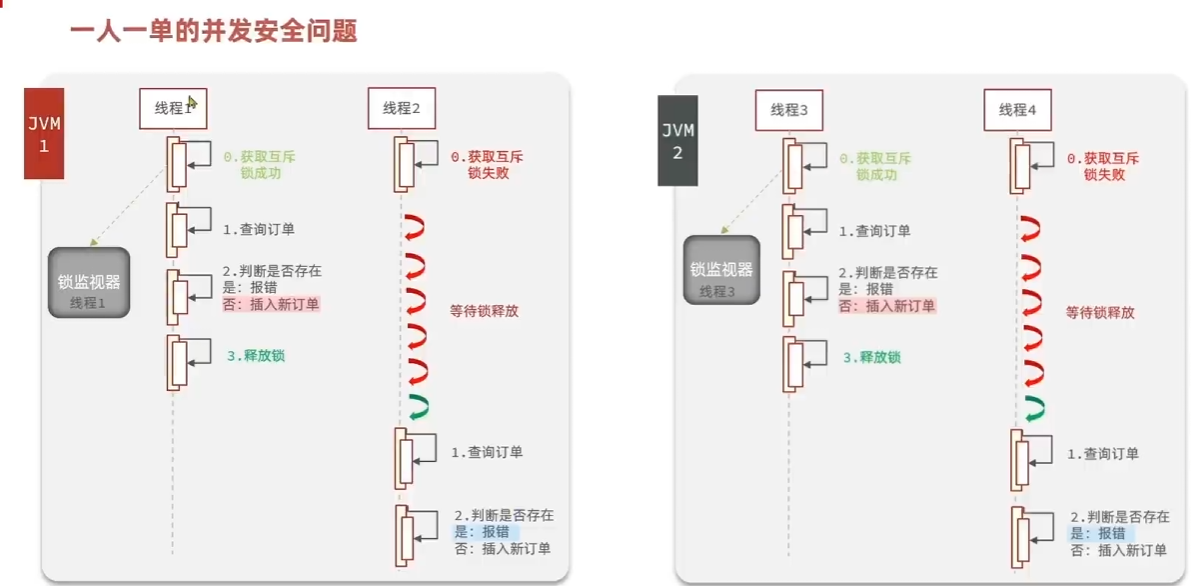 一人一单的并发安全问题
JVM
1
线程1
0.获取互斥
锁成功
1.查询订单
2.判断是否存在
是: 报错
否: 插入新订单
3.释放锁
锁监视器
线程1
线程2
0.获取互斥
锁失败
等待锁释放
1.查询订单
2.判断是否存在
是: 报错
否: 插入新订单
JVM
2
线程3
0.获取互斥
锁成功
1.查询订单
2.判断是否存在
是: 报错
否: 插入新订单
3.释放锁
锁监视器
线程3
线程4
0.获取互斥
锁失败
等待锁释放
1.查询订单
2.判断是否存在
是: 报错
否: 插入新订单